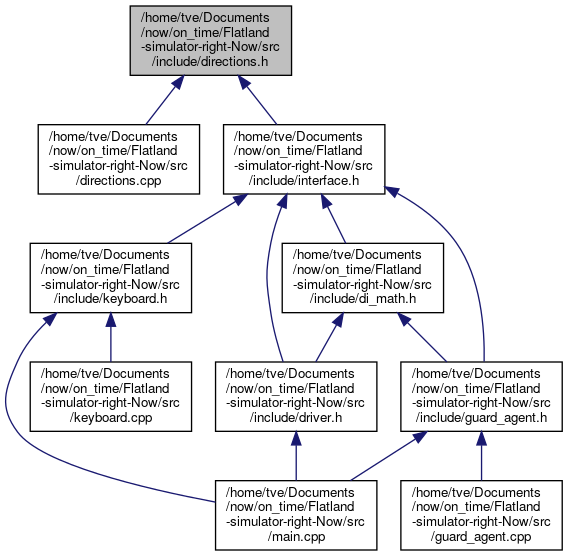 /home/tve/Documents
/now/on_time/Flatland
-simulator-right-Now/src
/include/directions.h
/home/tve/Documents
/now/on_time/Flatland
-simulator-right-Now/src
/directions.cpp
/home/tve/Documents
/now/on_time/Flatland
-simulator-right-Now/src
/include/interface.h
/home/tve/Documents
/now/on_time/Flatland
-simulator-right-Now/src
/include/keyboard.h
/home/tve/Documents
/now/on_time/Flatland
-simulator-right-Now/src
/include/di_math.h
/home/tve/Documents
/now/on_time/Flatland
-simulator-right-Now/src
/keyboard.cpp
/home/tve/Documents
/now/on_time/Flatland
-simulator-right-Now/src
/include/driver.h
/home/tve/Documents
/now/on_time/Flatland
-simulator-right-Now/src
/include/guard_agent.h
/home/tve/Documents
/now/on_time/Flatland
-simulator-right-Now/src
/main.cpp
/home/tve/Documents
/now/on_time/Flatland
-simulator-right-Now/src
/guard_agent.cpp